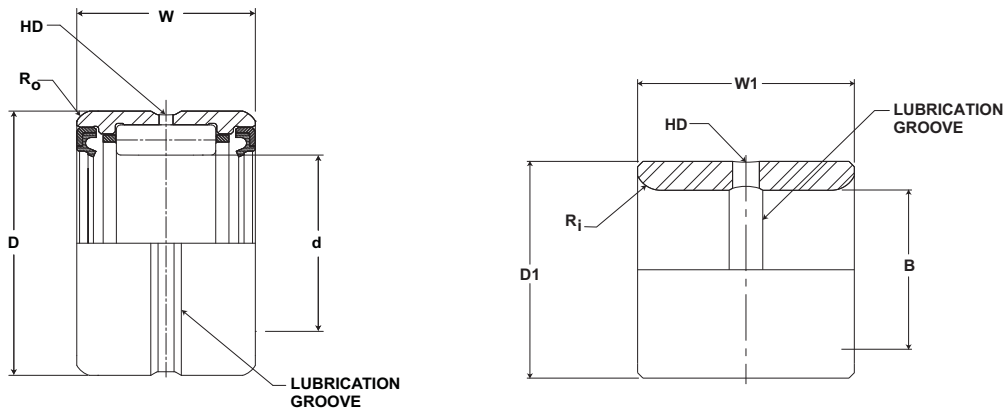 W
HD
Ro
D
d
LUBRICATION
GROOVE
W1
HD
LUBRICATION
GROOVE
Ri
D1
B